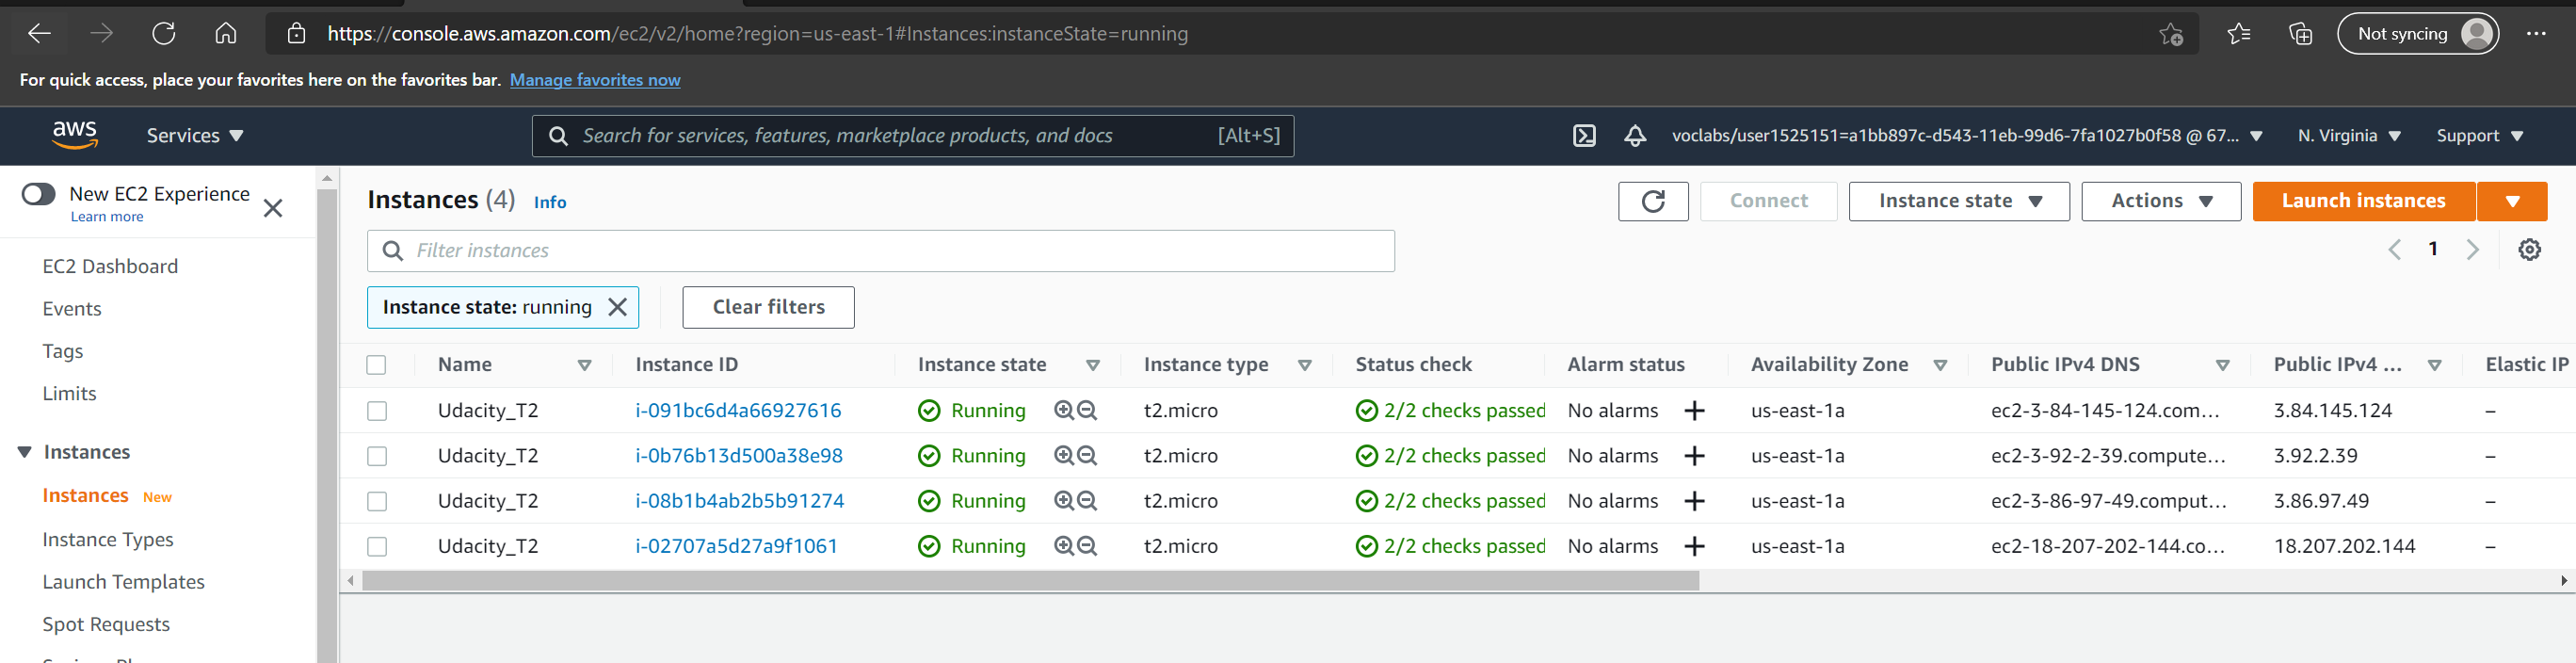 https://console.aws.amazon.com/ec2/v2/home?region=us-east-1#Instances:instanceState=running
Not syncing
For quick access, place your favorites here on the favorites bar. Manage favorites now
aws
Services
Search for services, features, marketplace products, and docs [Alt+S]
voclabs/user1525151=a1bb897c-d543-11eb-99d6-7fa1027b0f58 @ 67...
N. Virginia
Support
New EC2 Experience
Learn more
EC2 Dashboard
Events
Tags
Limits
Instances
Instances New
Instance Types
Launch Templates
Spot Requests
Instances (4) Info
Connect
Instance state
Actions
Launch instances
Filter instances
1
Instance state: running
Clear filters
Name Instance ID Instance state Instance type Status check Alarm status Availability Zone Public IPv4 DNS Public IPv4 ... Elastic IP
Udacity_T2 i-091bc6d4a66927616 Running t2.micro 2/2 checks passed No alarms + us-east-1a ec2-3-84-145-124.com... 3.84.145.124 –
Udacity_T2 i-0b76b13d500a38e98 Running t2.micro 2/2 checks passed No alarms + us-east-1a ec2-3-92-2-39.compute... 3.92.2.39 –
Udacity_T2 i-08b1b4ab2b5b91274 Running t2.micro 2/2 checks passed No alarms + us-east-1a ec2-3-86-97-49.comput... 3.86.97.49 –
Udacity_T2 i-02707a5d27a9f1061 Running t2.micro 2/2 checks passed No alarms + us-east-1a ec2-18-207-202-144.co... 18.207.202.144 –